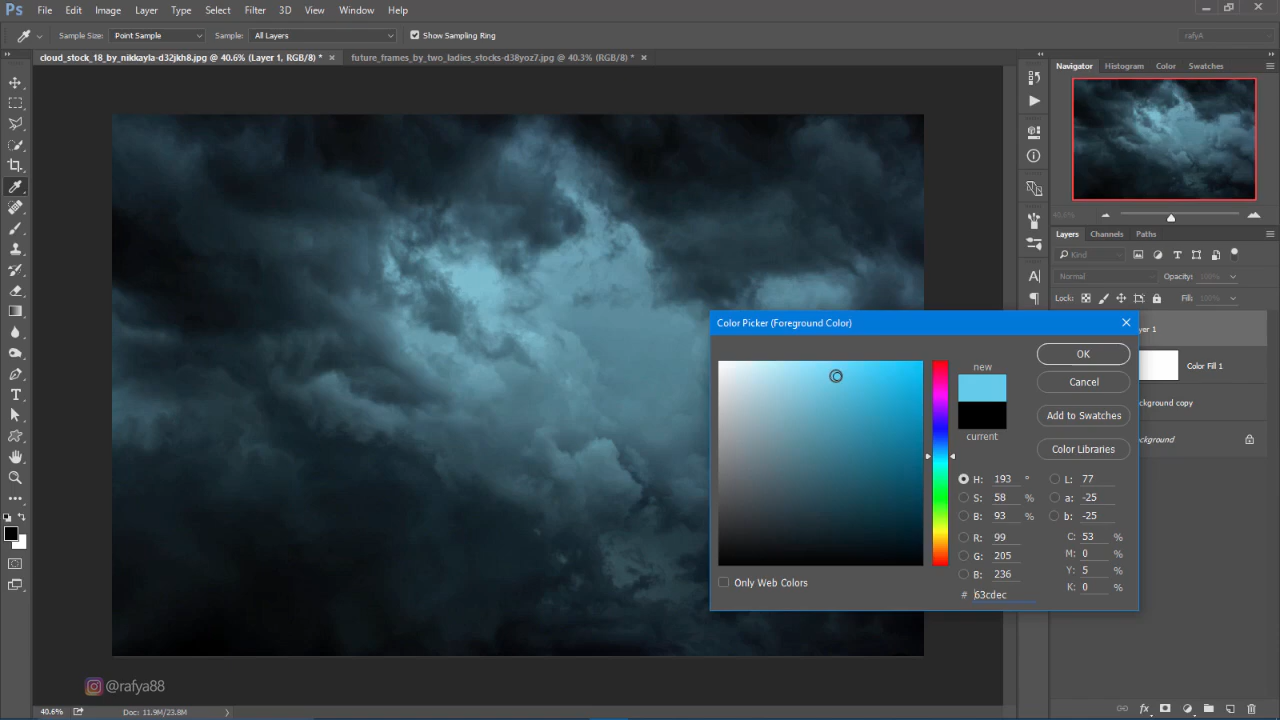 Ps File Edit Image Layer Type Select Filter 3D View Window Help
Sample Size: Point Sample Sample: All Layers Show Sampling Ring rafyA
cloud_stock_18_by_nikkayla-d32jkh8.jpg @ 40.6% (Layer 1, RGB/8) * × future_frames_by_two_ladies_stocks-d38yoz7.jpg @ 40.3% (RGB/8) * ×
Navigator Histogram Color Swatches
40.6%
Layers Channels Paths
Kind
Normal Opacity: 100%
Lock: Fill: 100%
yer 1
Color Fill 1
ackground copy
ackground
Color Picker (Foreground Color)
new
current
OK
Cancel
Add to Swatches
Color Libraries
H: 193 ° L: 77
S: 58 % a: -25
B: 93 % b: -25
R: 99 C: 53 %
G: 205 M: 0 %
B: 236 Y: 5 %
K: 0 %
# 63cdec
Only Web Colors
@rafya88
40.6% Doc: 11.9M/23.8M